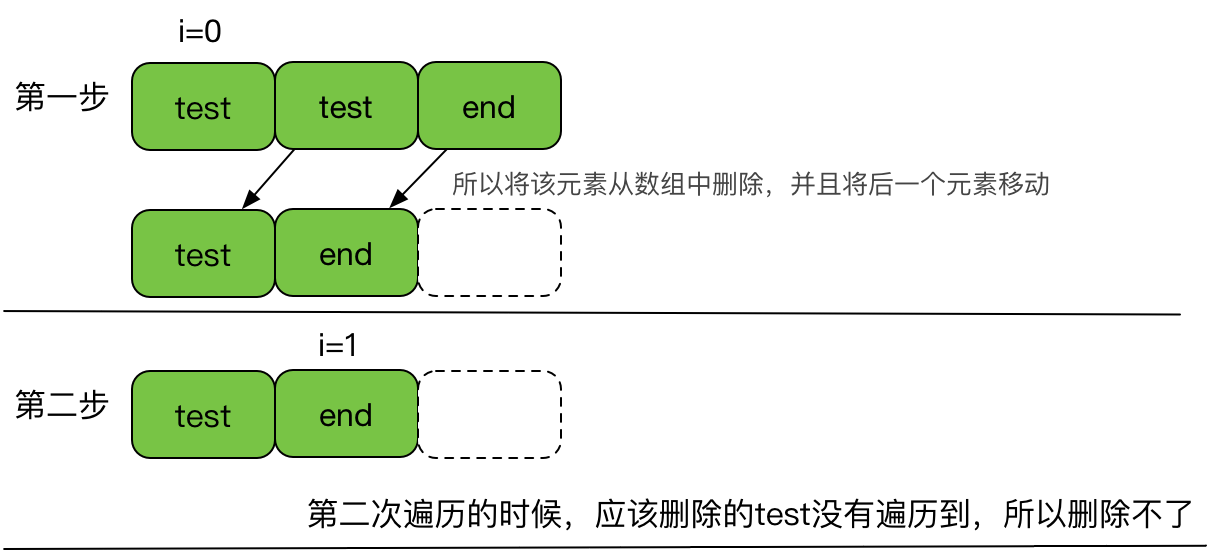 i=0
第一步
test test end
所以将该元素从数组中删除，并且将后一个元素移动
test end
i=1
第二步
test end
第二次遍历的时候，应该删除的test没有遍历到，所以删除不了